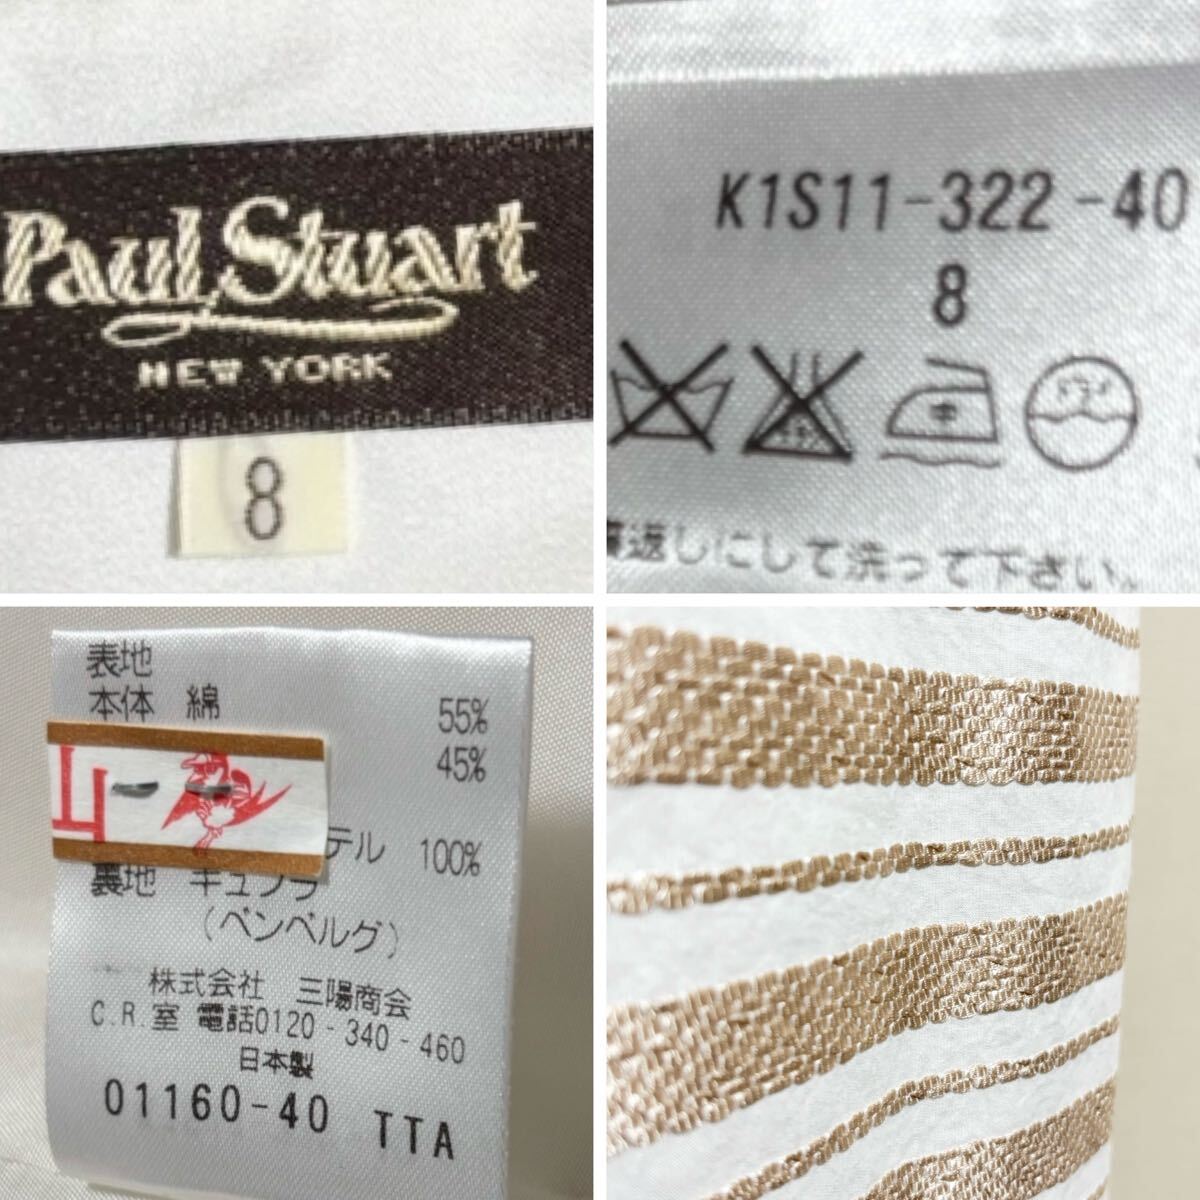 Paul Stuart
NEW YORK
8
K1S11-322-40
8
中
返しにして洗って下さい。
表地
本体 綿 55%
45%
テル 100%
裏地 キュプラ
(ベンベルグ)
株式会社 三陽商会
C.R.室 電話0120-340-460
日本製
01160-40 TTA